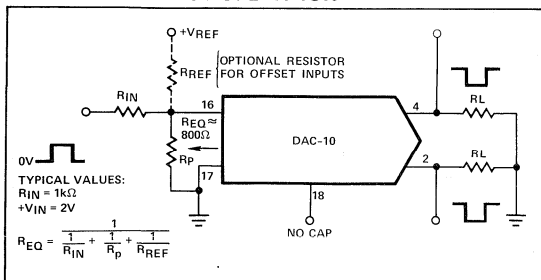 +VREF
RREF
OPTIONAL RESISTOR
FOR OFFSET INPUTS
RIN
16
4
RL
REQ ≈
800Ω
DAC-10
RP
0V
17
2
RL
TYPICAL VALUES:
RIN = 1kΩ
+VIN = 2V
18
NO CAP
REQ = 1 / (1/RIN + 1/Rp + 1/RREF)